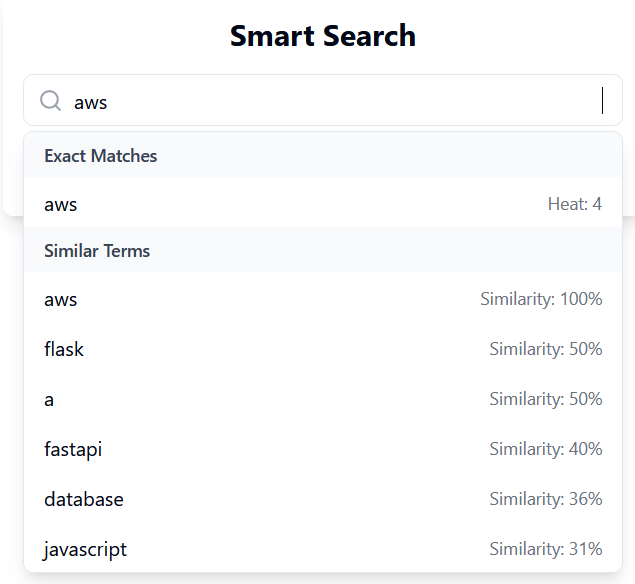 Smart Search
aws
Exact Matches
aws Heat: 4
Similar Terms
aws Similarity: 100%
flask Similarity: 50%
a Similarity: 50%
fastapi Similarity: 40%
database Similarity: 36%
javascript Similarity: 31%